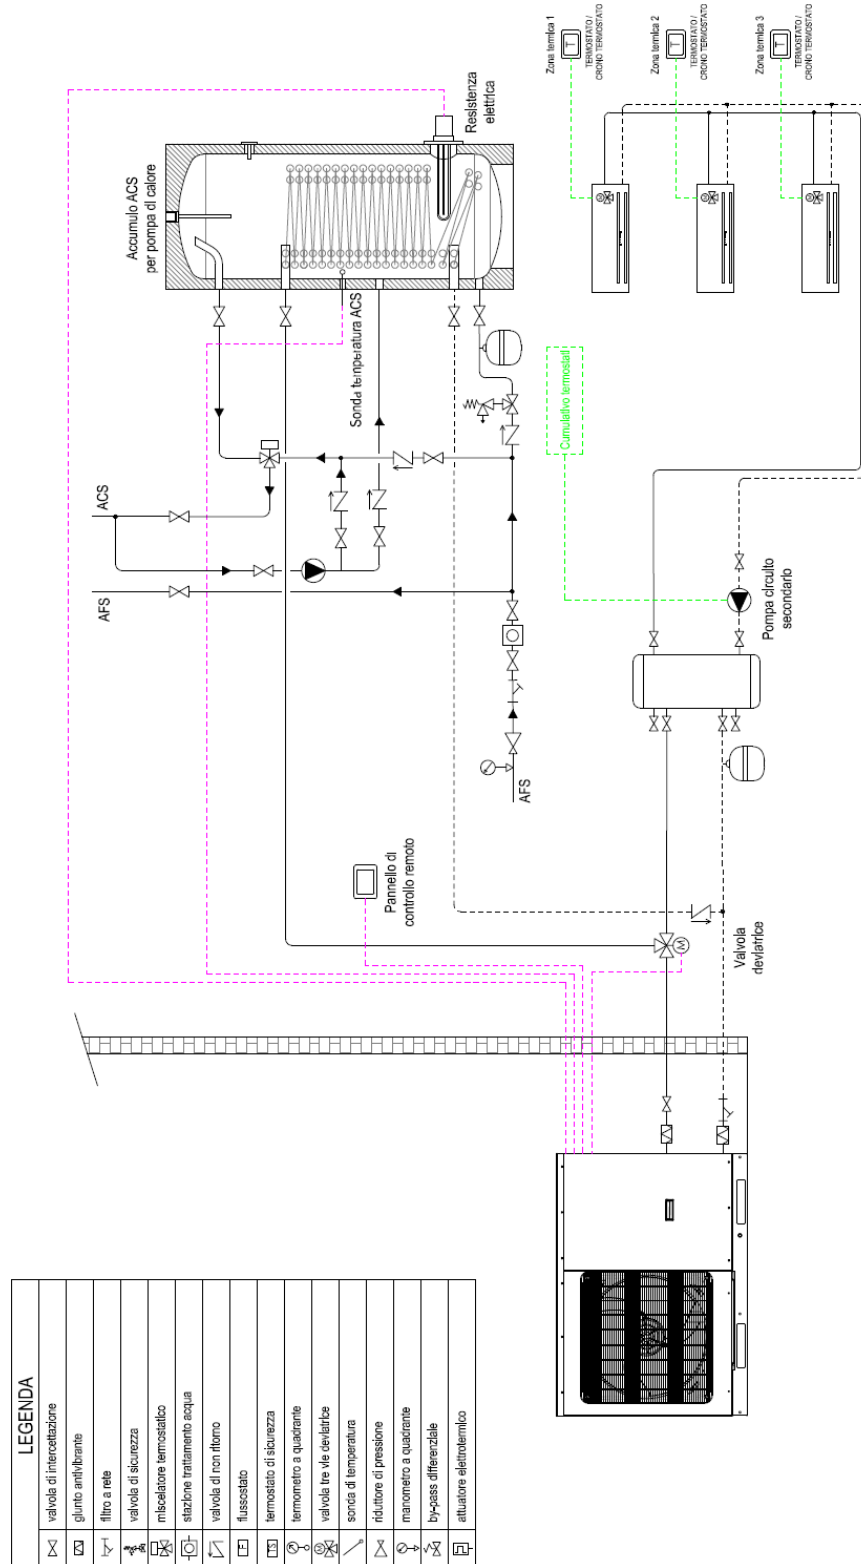 Zona termica 1
T
TERMOSTATO /
CRONO TERMOSTATO
Zona termica 2
T
TERMOSTATO /
CRONO TERMOSTATO
Zona termica 3
T
TERMOSTATO /
CRONO TERMOSTATO
Resistenza
elettrica
Accumulo ACS
per pompa di calore
Sonda temperatura ACS
Cumulativo termostati
ACS
AFS
Pompa circuito
secondario
AFS
Pannello di
controllo remoto
M
Valvola
deviatrice
LEGENDA
valvola di intercettazione
giunto antivibrante
filtro a rete
valvola di sicurezza
miscelatore termostatico
stazione trattamento acqua
valvola di non ritorno
F
flussostato
TS
termostato di sicurezza
termometro a quadrante
valvola tre vie deviatrice
sonda di temperatura
riduttore di pressione
manometro a quadrante
by-pass differenziale
attuatore elettrotermico